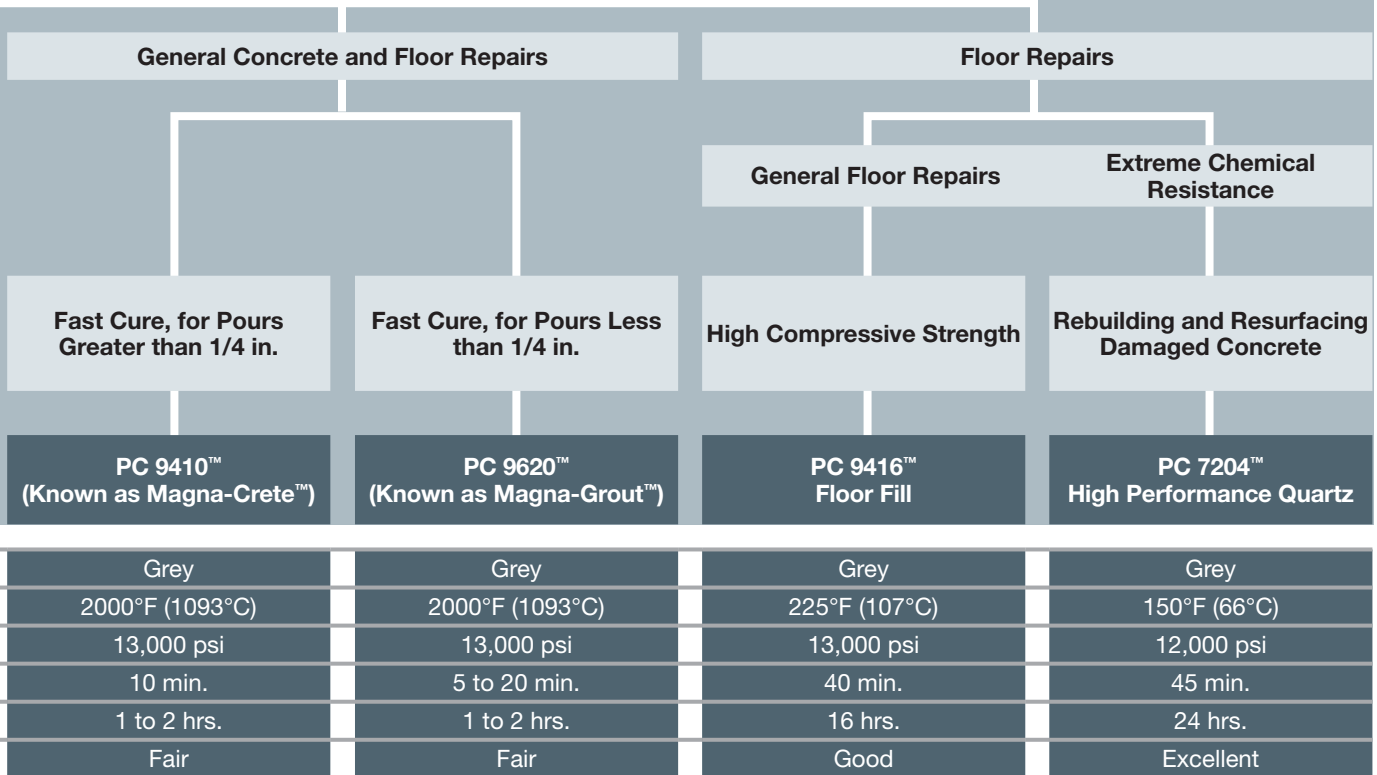 General Concrete and Floor Repairs
Floor Repairs
General Floor Repairs
Extreme Chemical
Resistance
Fast Cure, for Pours
Greater than 1/4 in.
Fast Cure, for Pours Less
than 1/4 in.
High Compressive Strength
Rebuilding and Resurfacing
Damaged Concrete
PC 9410™
(Known as Magna-Crete™)
PC 9620™
(Known as Magna-Grout™)
PC 9416™
Floor Fill
PC 7204™
High Performance Quartz
Grey Grey Grey Grey
2000°F (1093°C) 2000°F (1093°C) 225°F (107°C) 150°F (66°C)
13,000 psi 13,000 psi 13,000 psi 12,000 psi
10 min. 5 to 20 min. 40 min. 45 min.
1 to 2 hrs. 1 to 2 hrs. 16 hrs. 24 hrs.
Fair Fair Good Excellent